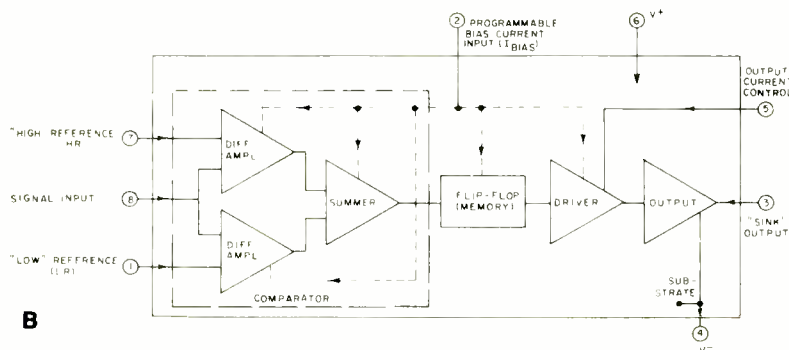 2 PROGRAMMABLE
BIAS CURRENT
INPUT (I BIAS)
6 V+
OUTPUT
CURRENT
CONTROL
5
"HIGH REFERENCE
HR
7
DIFF
AMPL
SIGNAL INPUT
8
SUMMER
FLIP-FLOP
(MEMORY)
DRIVER
OUTPUT
3
"SINK"
OUTPUT
"LOW" REFERENCE
(LR)
1
DIFF
AMPL
COMPARATOR
SUB-
STRATE
4
B
V-